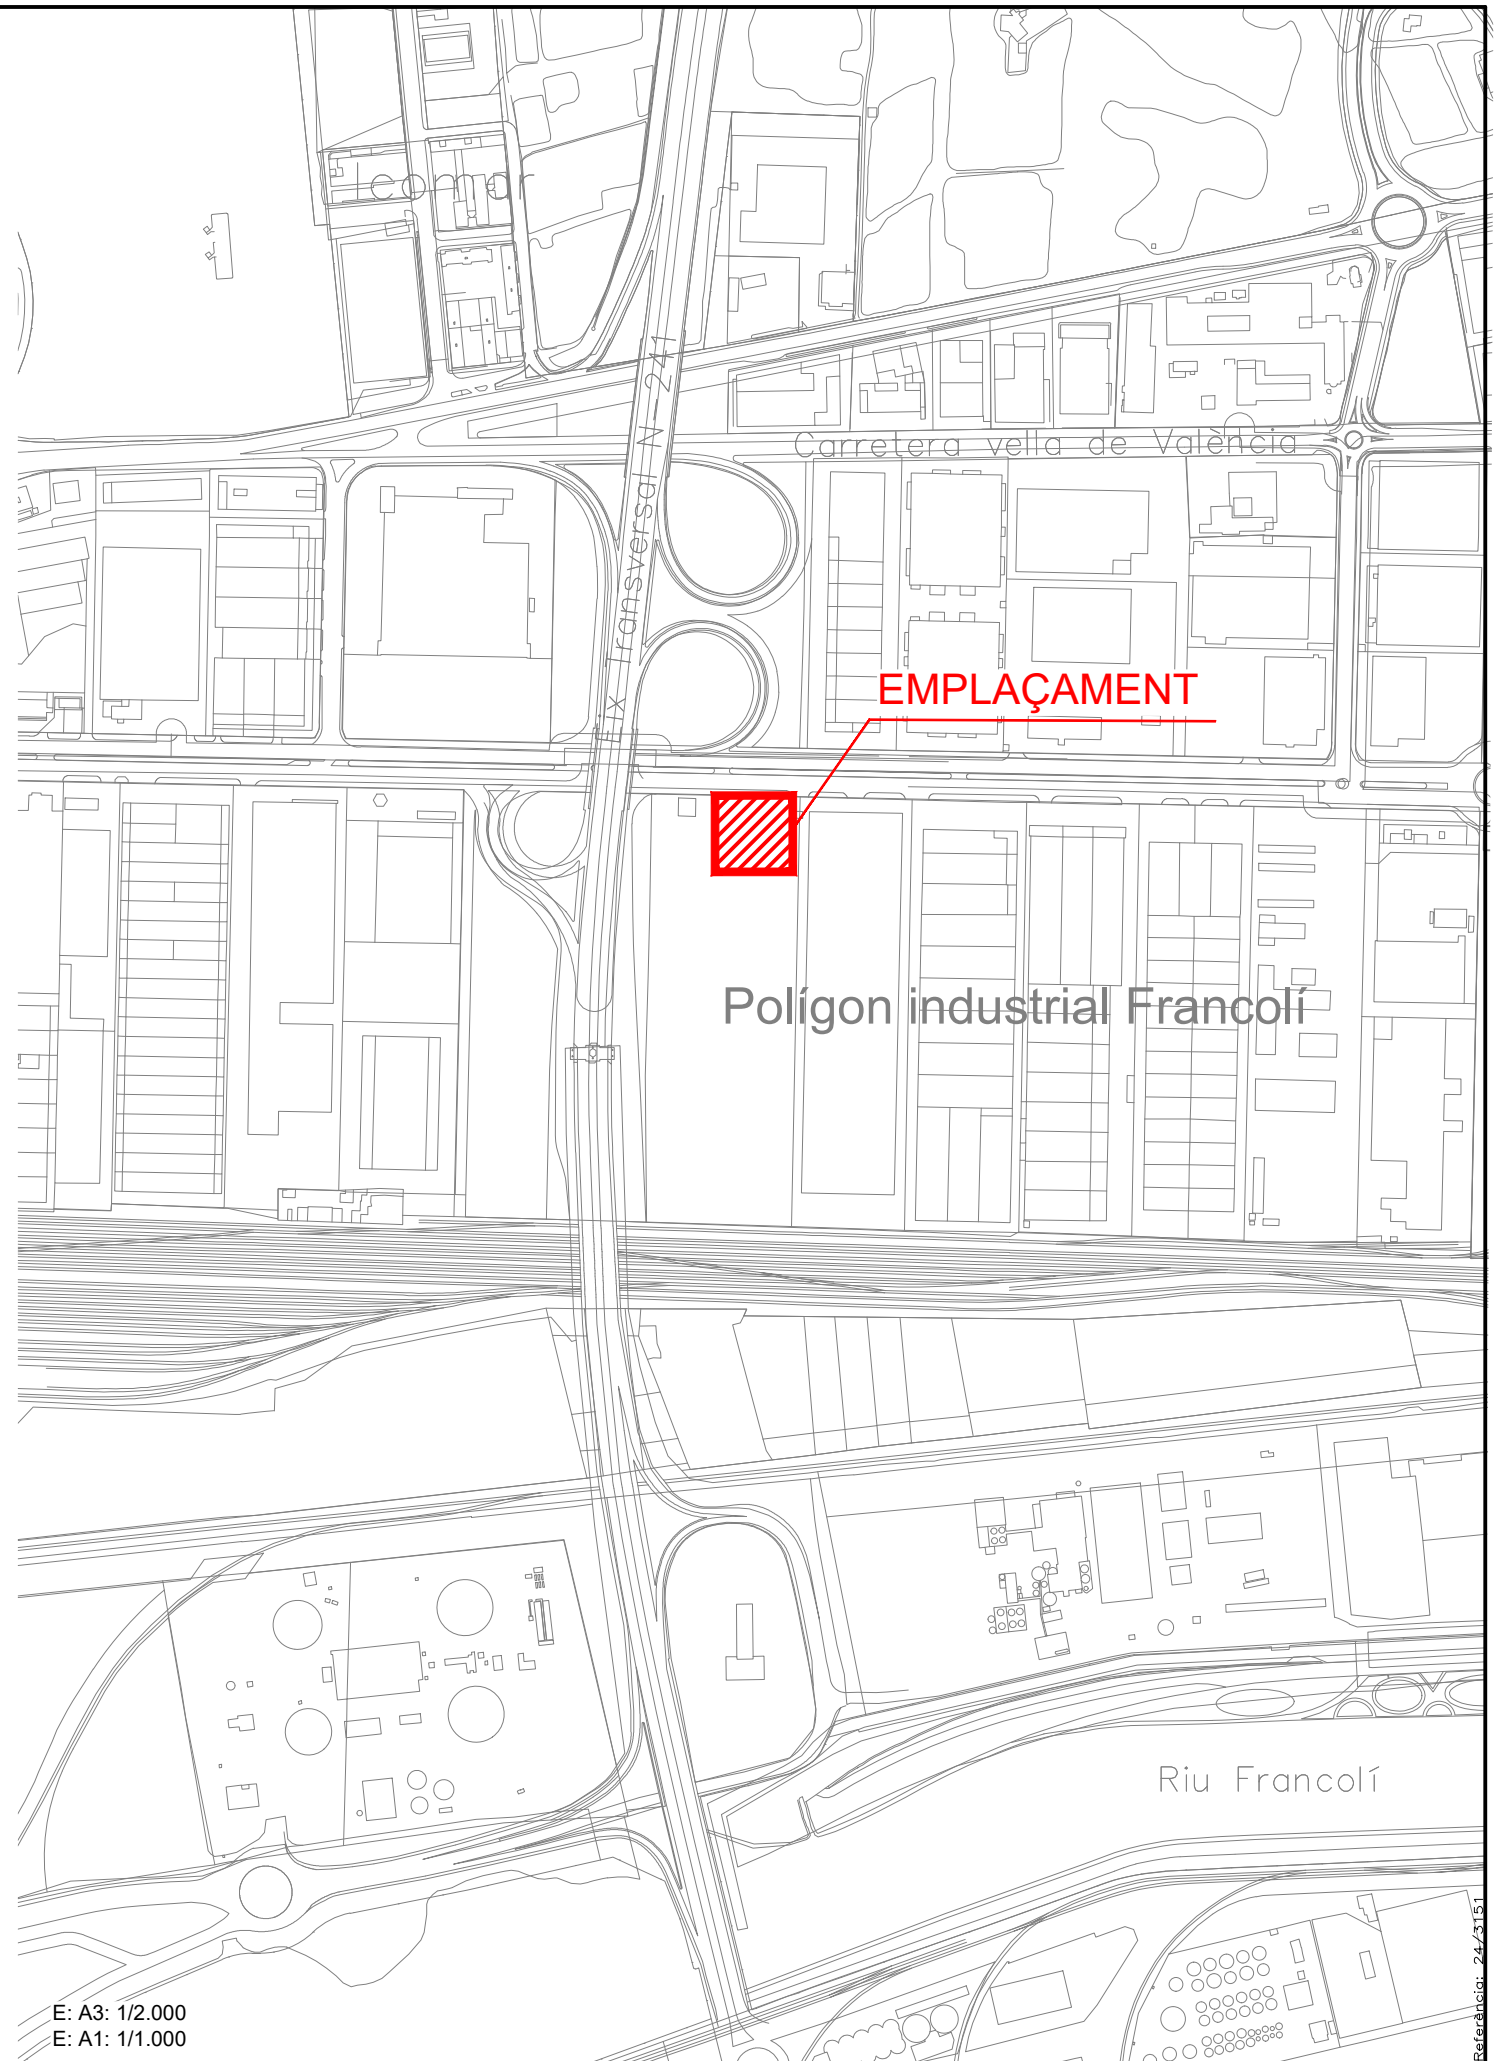 Icomar
Eix Transversal N-241
Carretera vella de València
EMPLAÇAMENT
Polígon industrial Francolí
Riu Francolí
E: A3: 1/2.000
E: A1: 1/1.000
Referència: 24/3151